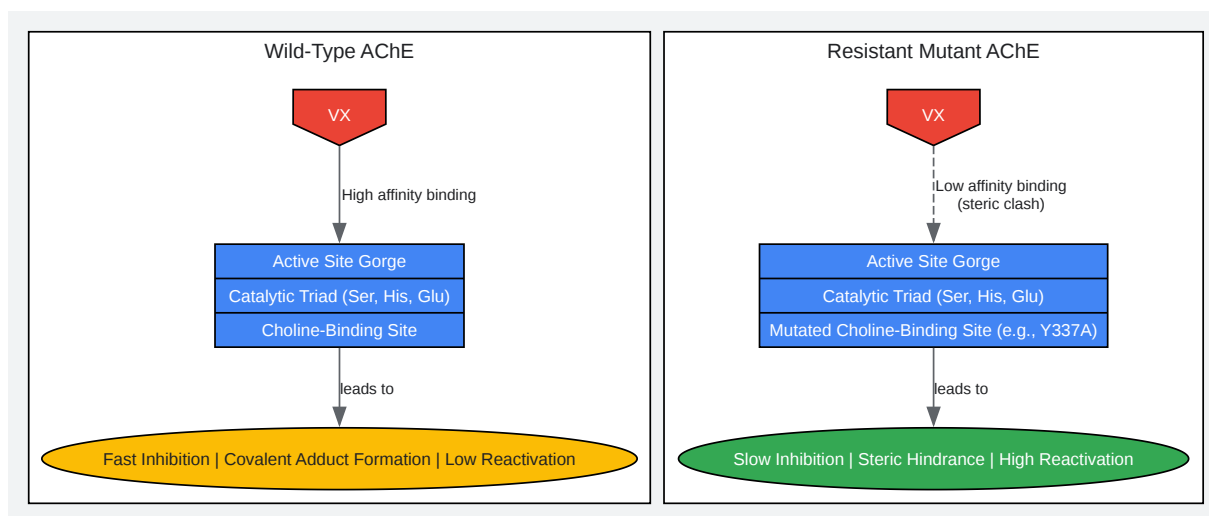 Wild-Type AChE
VX
High affinity binding
Active Site Gorge
Catalytic Triad (Ser, His, Glu)
Choline-Binding Site
leads to
Fast Inhibition | Covalent Adduct Formation | Low Reactivation
Resistant Mutant AChE
VX
Low affinity binding
(steric clash)
Active Site Gorge
Catalytic Triad (Ser, His, Glu)
Mutated Choline-Binding Site (e.g., Y337A)
leads to
Slow Inhibition | Steric Hindrance | High Reactivation